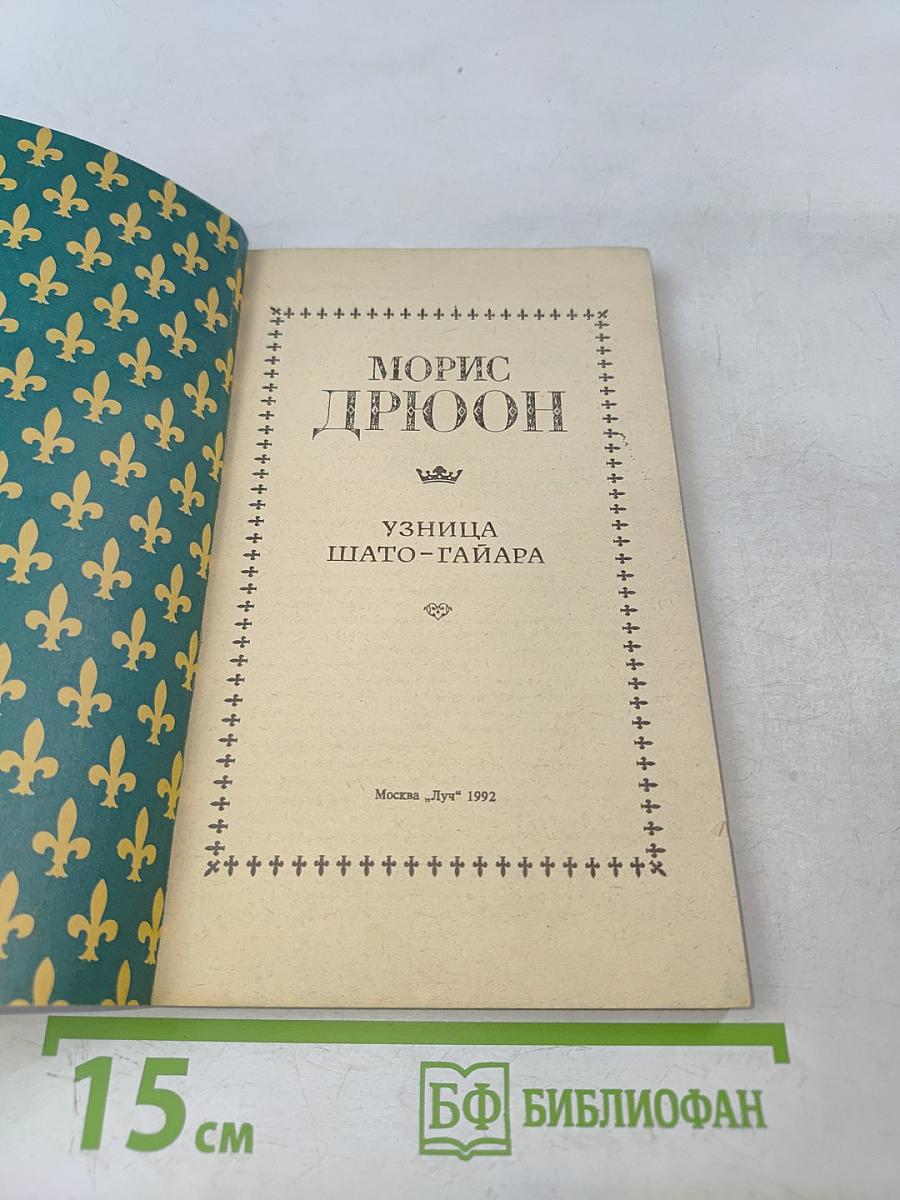 МОРИС
ДРЮОН
УЗНИЦА
ШАТО-ГАЙАРА
Москва „Луч“ 1992
15 см
БФ БИБЛИОФАН